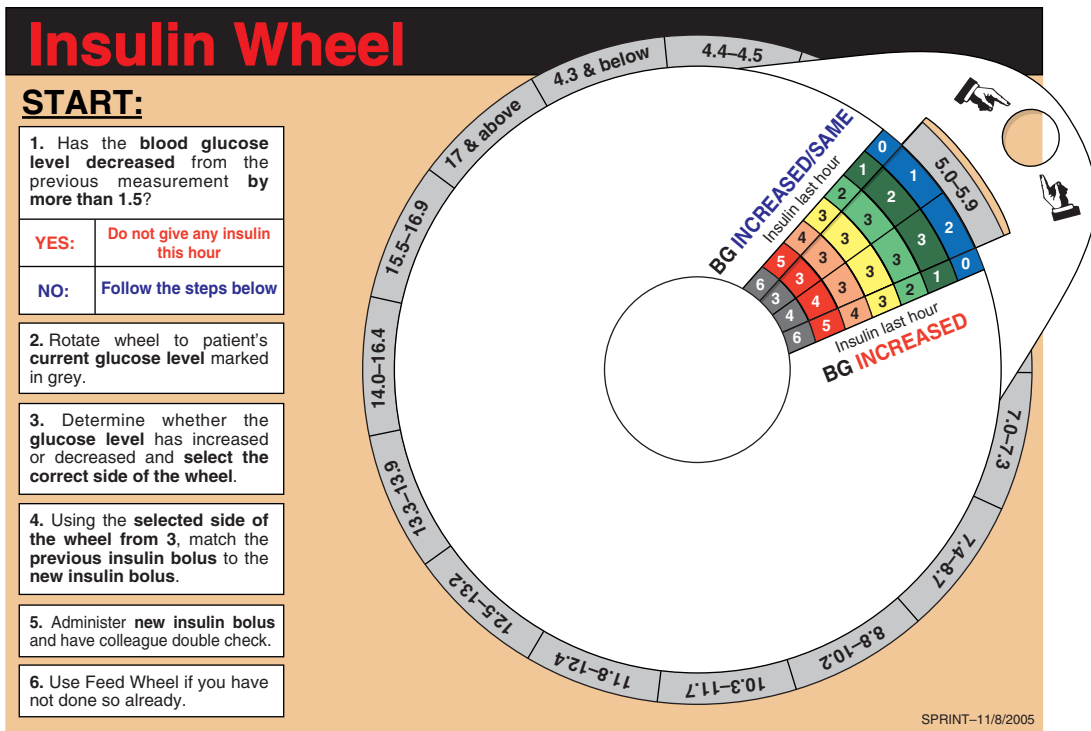 Insulin Wheel
START:
1. Has the blood glucose
level decreased from the
previous measurement by
more than 1.5?
YES:
Do not give any insulin
this hour
NO:
Follow the steps below
2. Rotate wheel to patient's
current glucose level marked
in grey.
3. Determine whether the
glucose level has increased
or decreased and select the
correct side of the wheel.
4. Using the selected side of
the wheel from 3, match the
previous insulin bolus to the
new insulin bolus.
5. Administer new insulin bolus
and have colleague double check.
6. Use Feed Wheel if you have
not done so already.
4.3 & below
4.4–4.5
5.0–5.9
7.0–7.3
7.4–8.7
8.8–10.2
10.3–11.7
11.8–12.4
12.5–13.2
13.3–13.9
14.0–16.4
15.5–16.9
17 & above
BG INCREASED/SAME
Insulin last hour
0
1
2
3
4
5
6
1
2
3
3
3
3
3
2
3
3
3
3
4
4
0
1
2
3
4
5
6
Insulin last hour
BG INCREASED
SPRINT–11/8/2005